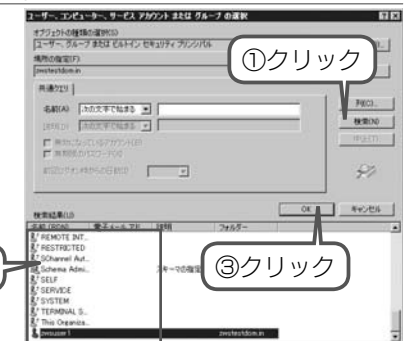 ユーザー、コンピューター、サービス アカウント または グループ の選択
オブジェクトの種類の選択(S):
ユーザー、グループ または ビルトイン セキュリティ プリンシパル
場所の指定(F):
zwstestdom.in
共通クエリ
名前(A):
次の文字で始まる
次の文字で始まる
無効になっているアカウント(B)
無期限のパスワード(X)
前回ログオン時からの日数(I):
列(C)...
検索(N)
中止(T)
①クリック
OK
キャンセル
検索結果(U):
名前 (RDN)
電子メール アド...
説明
フォルダー
REMOTE INT...
RESTRICTED
SChannel Aut...
Schema Admi...
SELF
SERVICE
SYSTEM
TERMINAL S...
This Organiza...
zwsuser1
zwstestdom.in
③クリック